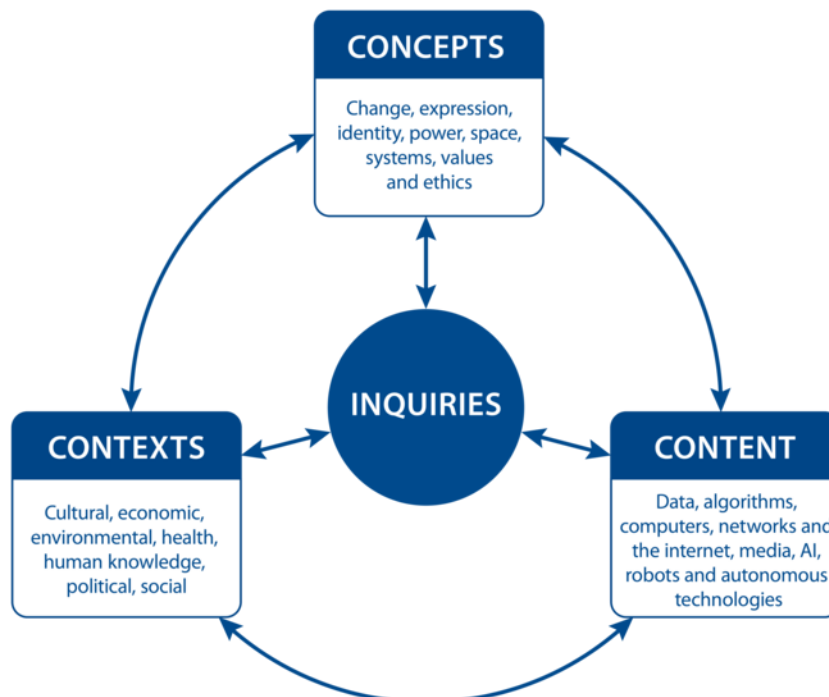 CONCEPTS
Change, expression,
identity, power, space,
systems, values
and ethics
INQUIRIES
CONTEXTS
Cultural, economic,
environmental, health,
human knowledge,
political, social
CONTENT
Data, algorithms,
computers, networks and
the internet, media, AI,
robots and autonomous
technologies